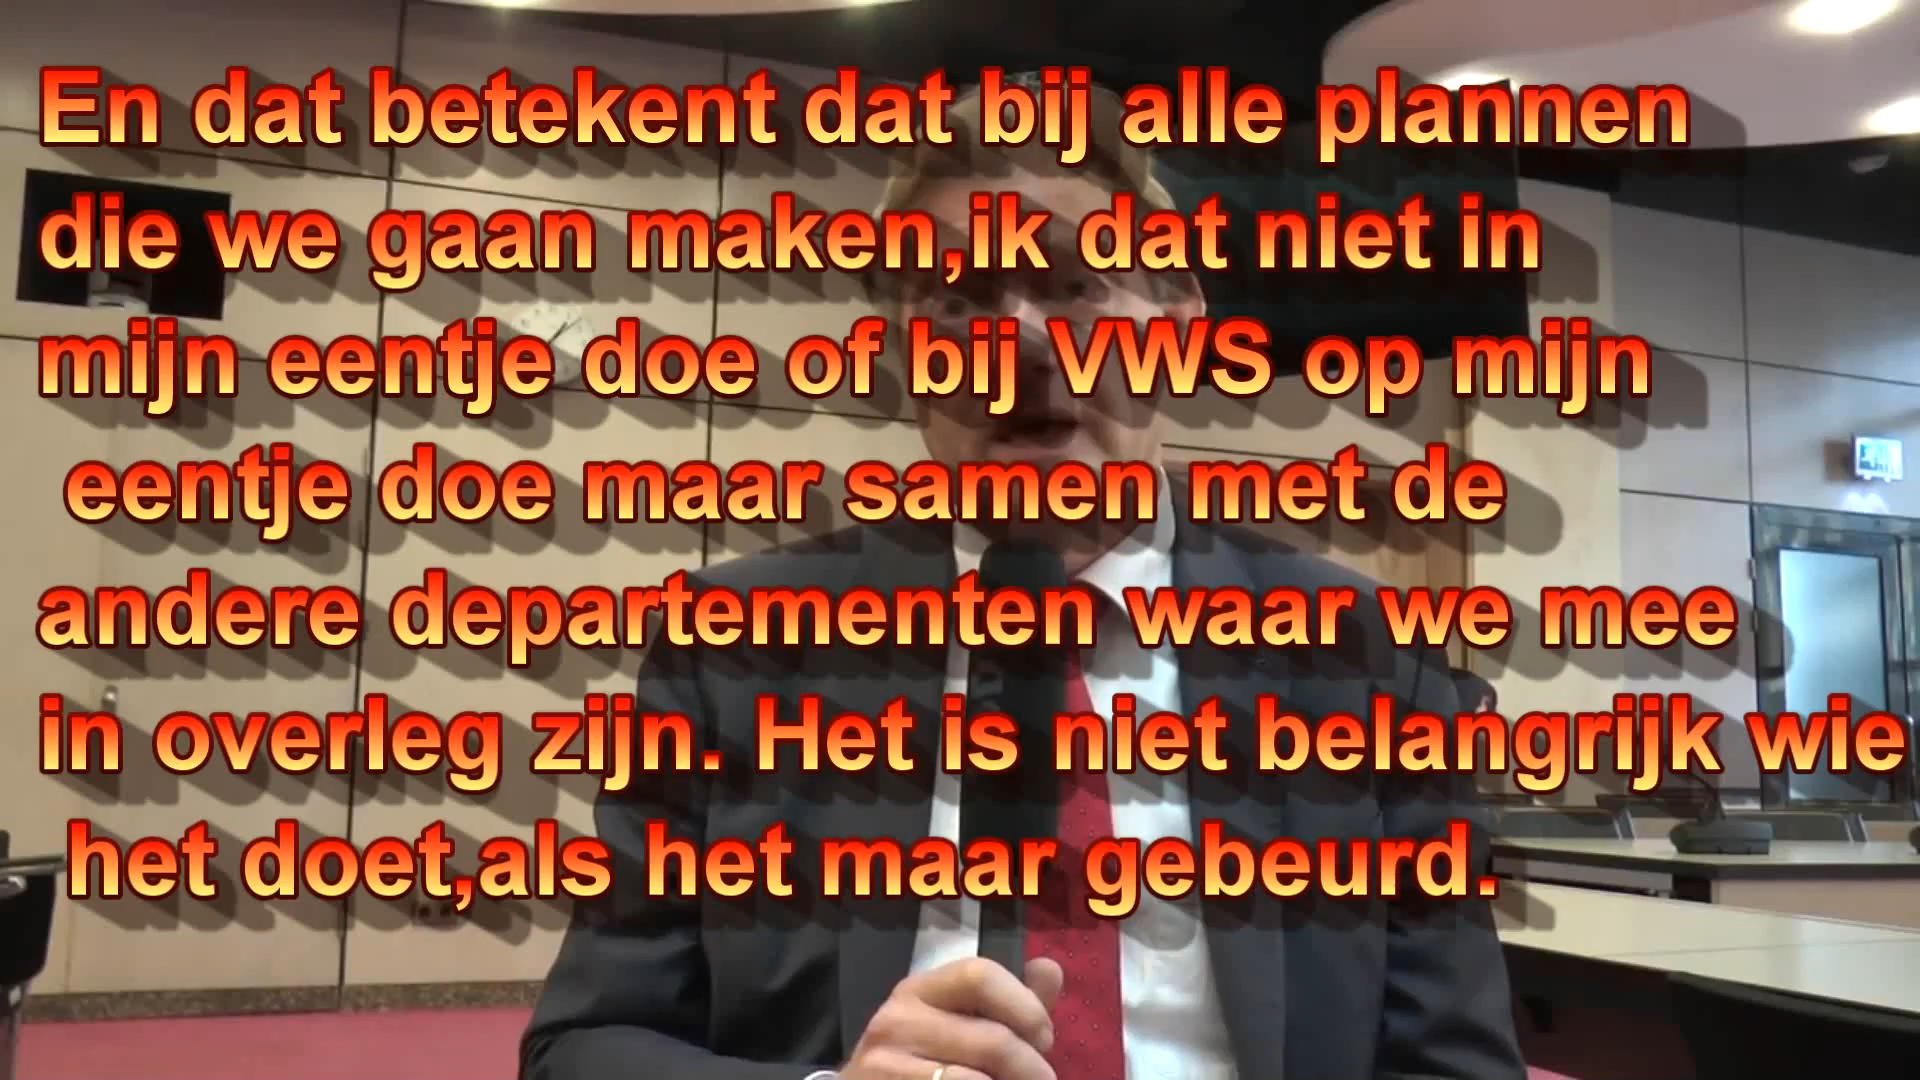 En dat betekent dat bij alle plannen
die we gaan maken,ik dat niet in
mijn eentje doe of bij VWS op mijn
eentje doe maar samen met de
andere departementen waar we mee
in overleg zijn. Het is niet belangrijk wie
het doet,als het maar gebeurd.